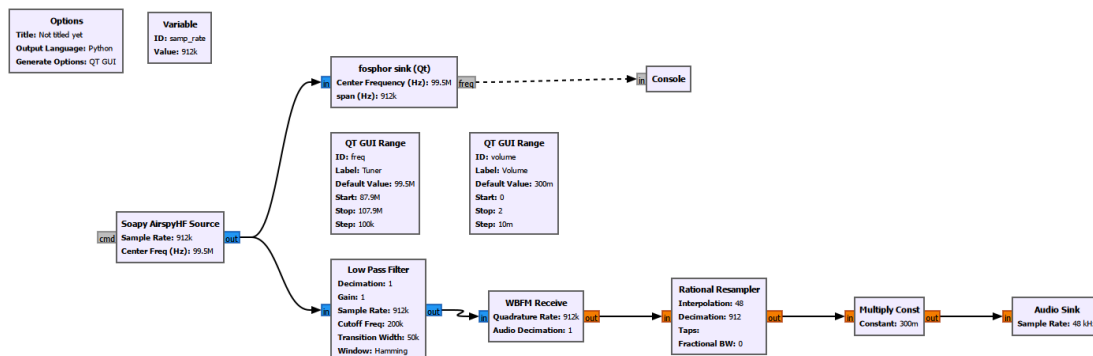 Options
Title: Not titled yet
Output Language: Python
Generate Options: QT GUI
Variable
ID: samp_rate
Value: 912k
fosphor sink (Qt)
in
Center Frequency (Hz): 99.5M
freq
span (Hz): 912k
in
Console
QT GUI Range
ID: freq
Label: Tuner
Default Value: 99.5M
Start: 87.9M
Stop: 107.9M
Step: 100k
QT GUI Range
ID: volume
Label: Volume
Default Value: 300m
Start: 0
Stop: 2
Step: 10m
Soapy AirspyHF Source
cmd
Sample Rate: 912k
out
Center Freq (Hz): 99.5M
Low Pass Filter
Decimation: 1
Gain: 1
in
Sample Rate: 912k
out
Cutoff Freq: 200k
Transition Width: 50k
Window: Hamming
WBFM Receive
in
Quadrature Rate: 912k
out
Audio Decimation: 1
Rational Resampler
Interpolation: 48
in
Decimation: 912
out
Taps:
Fractional BW: 0
Multiply Const
in
Constant: 300m
out
Audio Sink
in
Sample Rate: 48 kHz